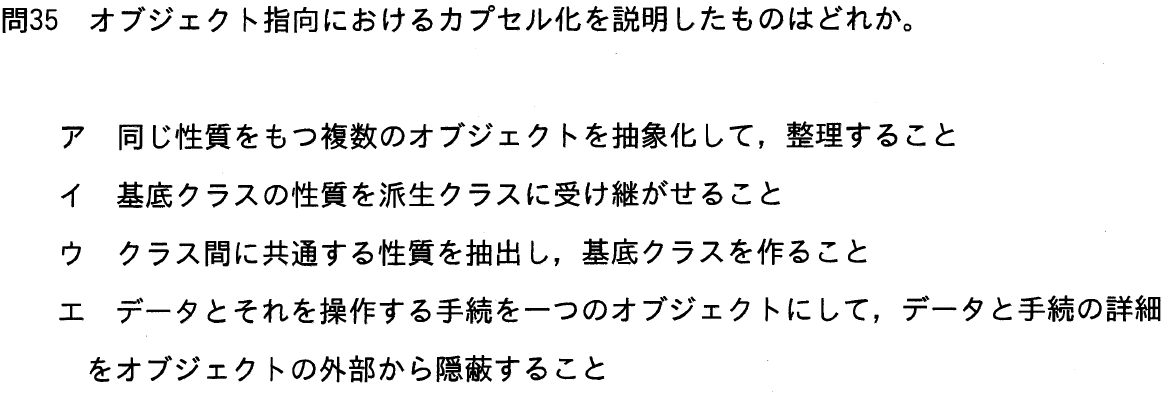 問35 オブジェクト指向におけるカプセル化を説明したものはどれか。
ア 同じ性質をもつ複数のオブジェクトを抽象化して，整理すること
イ 基底クラスの性質を派生クラスに受け継がせること
ウ クラス間に共通する性質を抽出し，基底クラスを作ること
エ データとそれを操作する手続を一つのオブジェクトにして，データと手続の詳細
をオブジェクトの外部から隠蔽すること